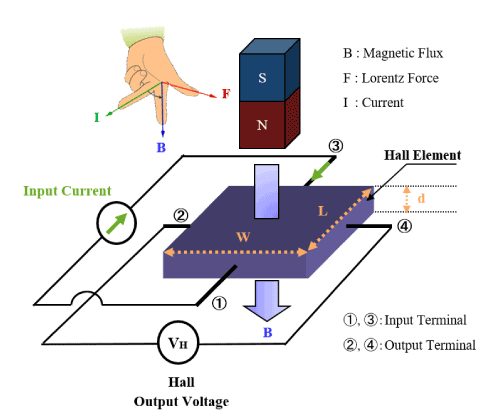 S
N
B : Magnetic Flux
F : Lorentz Force
I : Current
F
I
B
③
Hall Element
Input Current
②
L
d
W
④
①
B
①, ③: Input Terminal
②, ④: Output Terminal
VH
Hall
Output Voltage